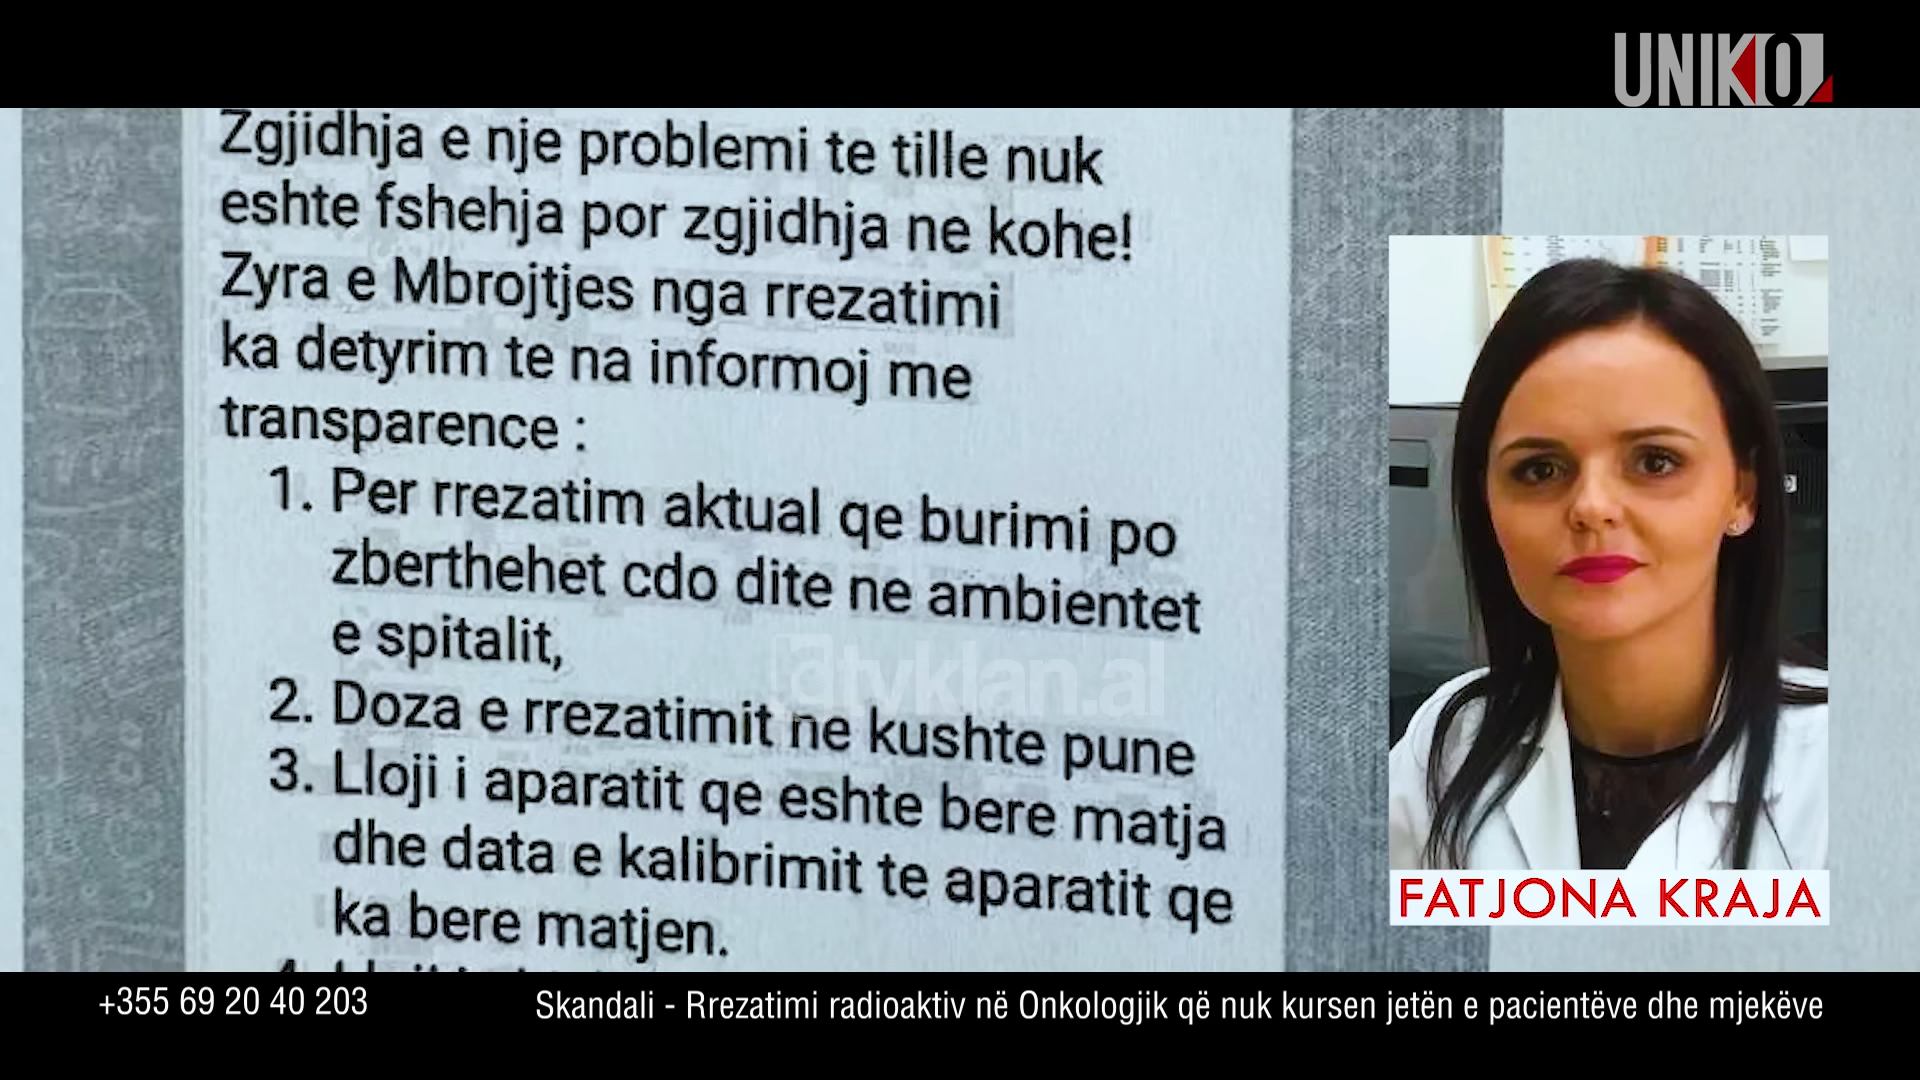 UNIKO
Zgjidhja e nje problemi te tille nuk
eshte fshehja por zgjidhja ne kohe!
Zyra e Mbrojtjes nga rrezatimi
ka detyrim te na informoj me
transparence :
1. Per rrezatim aktual qe burimi po
zberthehet cdo dite ne ambientet
e spitalit,
2. Doza e rrezatimit ne kushte pune
3. Lloji i aparatit qe eshte bere matja
dhe data e kalibrimit te aparatit qe
ka bere matjen.
tvklan.al
FATJONA KRAJA
+355 69 20 40 203
Skandali - Rrezatimi radioaktiv në Onkologjik që nuk kursen jetën e pacientëve dhe mjekëve